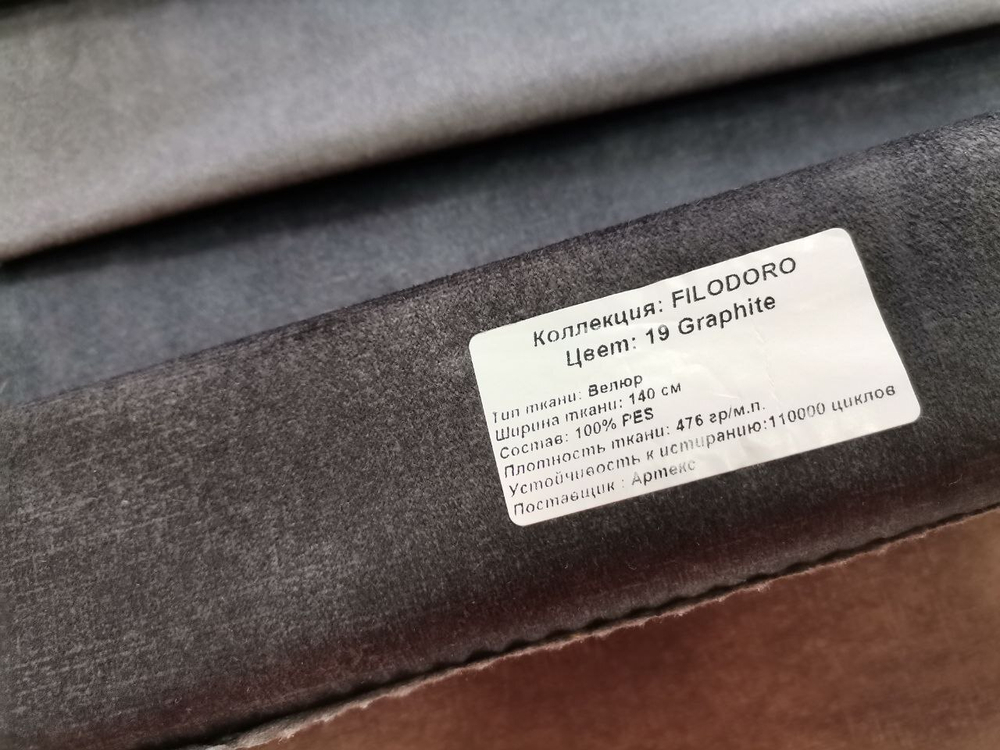 Коллекция: FILODORO
Цвет: 19 Graphite
Тип ткани: Велюр
Ширина ткани: 140 см
Состав: 100% PES
Плотность ткани: 476 гр/м.п.
Устойчивость к истиранию:110000 циклов
Поставщик : Артекс